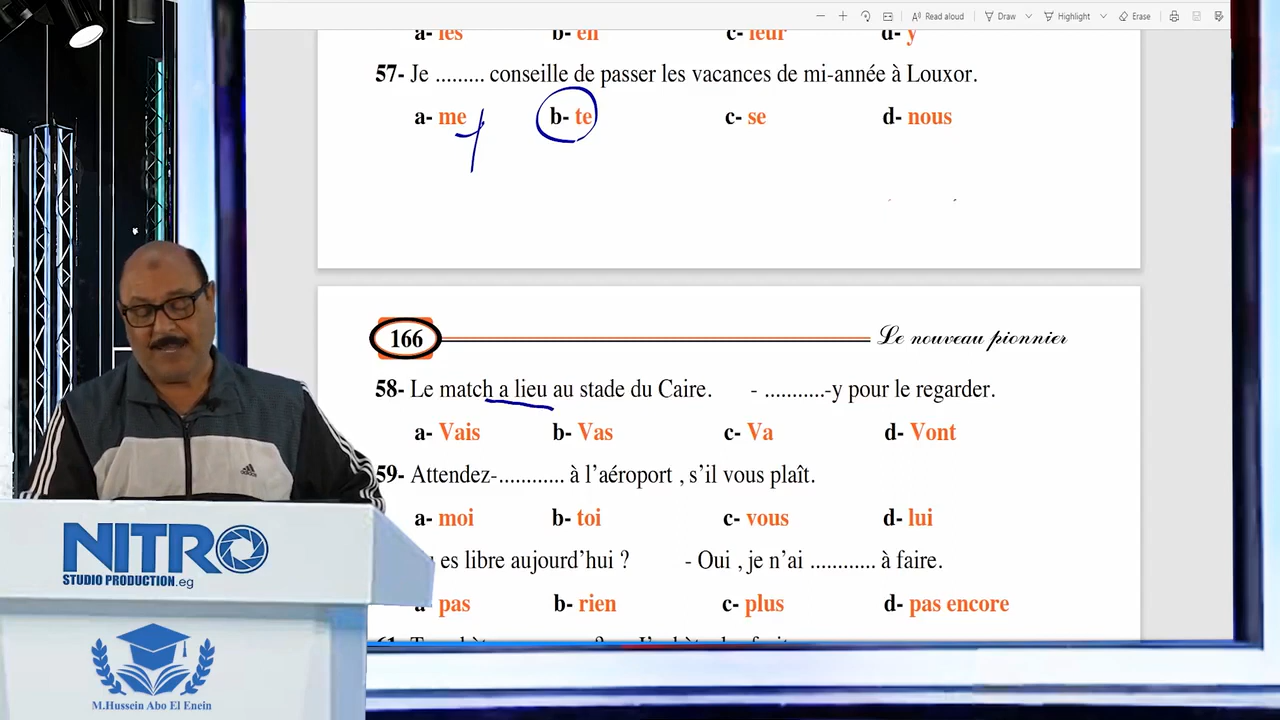 Read aloud
Draw
Highlight
Erase
a- les b- en c- leur d- y
57- Je ......... conseille de passer les vacances de mi-année à Louxor.
a- me b- te c- se d- nous
166 Le nouveau pionnier
58- Le match a lieu au stade du Caire. - ...........-y pour le regarder.
a- Vais b- Vas c- Va d- Vont
59- Attendez-............ à l'aéroport , s'il vous plaît.
a- moi b- toi c- vous d- lui
es libre aujourd'hui ? - Oui , je n'ai ............ à faire.
a- pas b- rien c- plus d- pas encore
NITRO
STUDIO PRODUCTION.eg
M.Hussein Abo El Enein